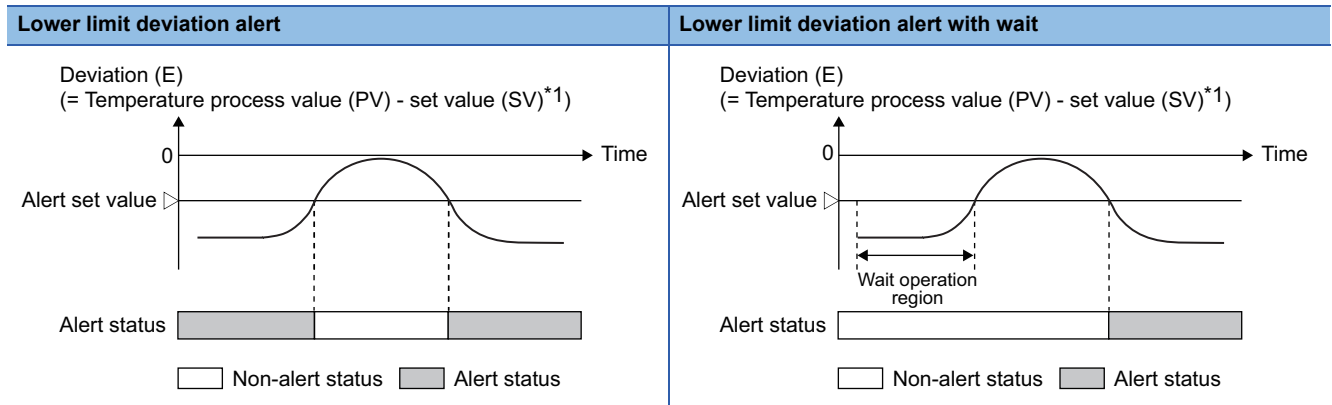 Lower limit deviation alert
Deviation (E)
(= Temperature process value (PV) - set value (SV)*1)
0
Time
Alert set value
Alert status
Non-alert status
Alert status
Lower limit deviation alert with wait
Deviation (E)
(= Temperature process value (PV) - set value (SV)*1)
0
Time
Alert set value
Wait operation
region
Alert status
Non-alert status
Alert status